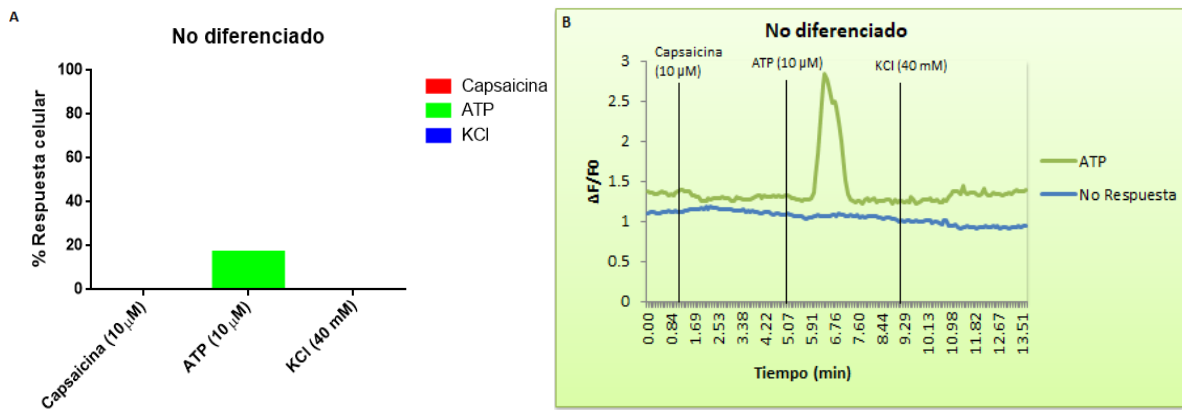 A
No diferenciado
% Respuesta celular
100
80
60
40
20
0
Capsaicina (10 µM)
ATP (10 µM)
KCl (40 mM)
Capsaicina
ATP
KCl
B
No diferenciado
Capsaicina
(10 µM)
ATP (10 µM)
KCl (40 mM)
ΔF/F0
3
2.5
2
1.5
1
0.5
0
0.00
0.84
1.69
2.53
3.38
4.22
5.07
5.91
6.76
7.60
8.44
9.29
10.13
10.98
11.82
12.67
13.51
Tiempo (min)
ATP
No Respuesta